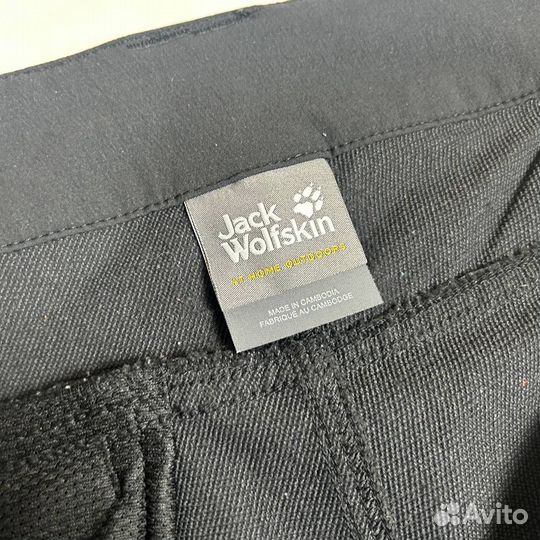 Jack
Wolfskin
AT HOME OUTDOORS
MADE IN CAMBODIA
FABRIQUÉ AU CAMBODGE
Avito